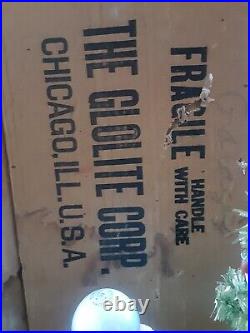 FRAGILE
HANDLE
WITH CARE
THE GLOLITE CORP.
CHICAGO, ILL. U.S.A.